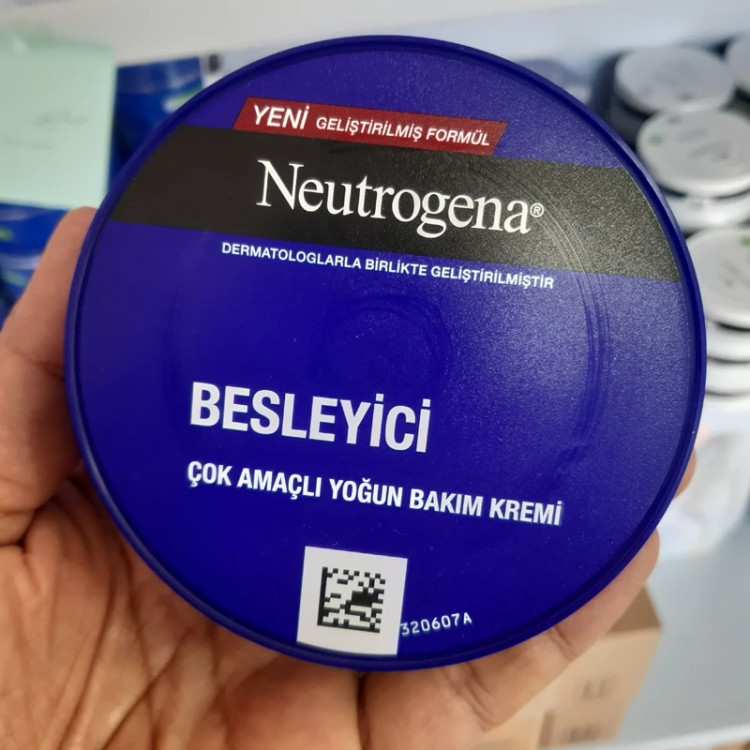 YENİ GELİŞTİRİLMİŞ FORMÜL
Neutrogena®
DERMATOLOGLARLA BİRLİKTE GELİŞTİRİLMİŞTİR
BESLEYİCİ
ÇOK AMAÇLI YOĞUN BAKIM KREMİ
320607A